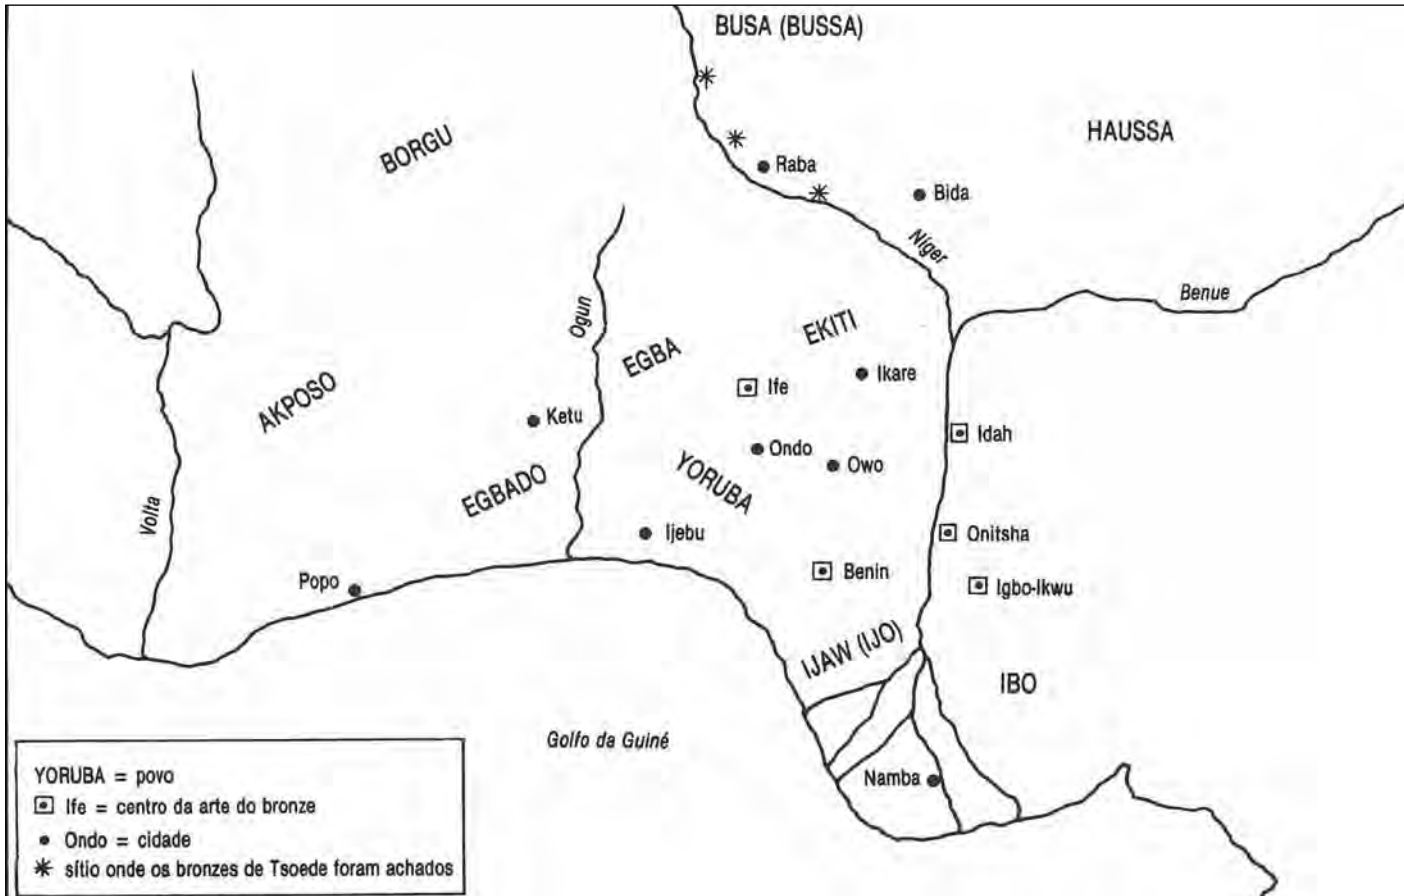 BUSA (BUSSA)
HAUSSA
BORGU
Raba
Bida
Níger
Benue
Ogun
EKITI
EGBA
Ikare
Ife
AKPOSO
Ketu
Idah
Ondo
Owo
YORUBA
EGBADO
Volta
Ijebu
Onitsha
Benin
Igbo-Ikwu
Popo
IJAW (IJO)
IBO
Golfo da Guiné
Namba
YORUBA = povo
Ife = centro da arte do bronze
Ondo = cidade
sítio onde os bronzes de Tsoede foram achados